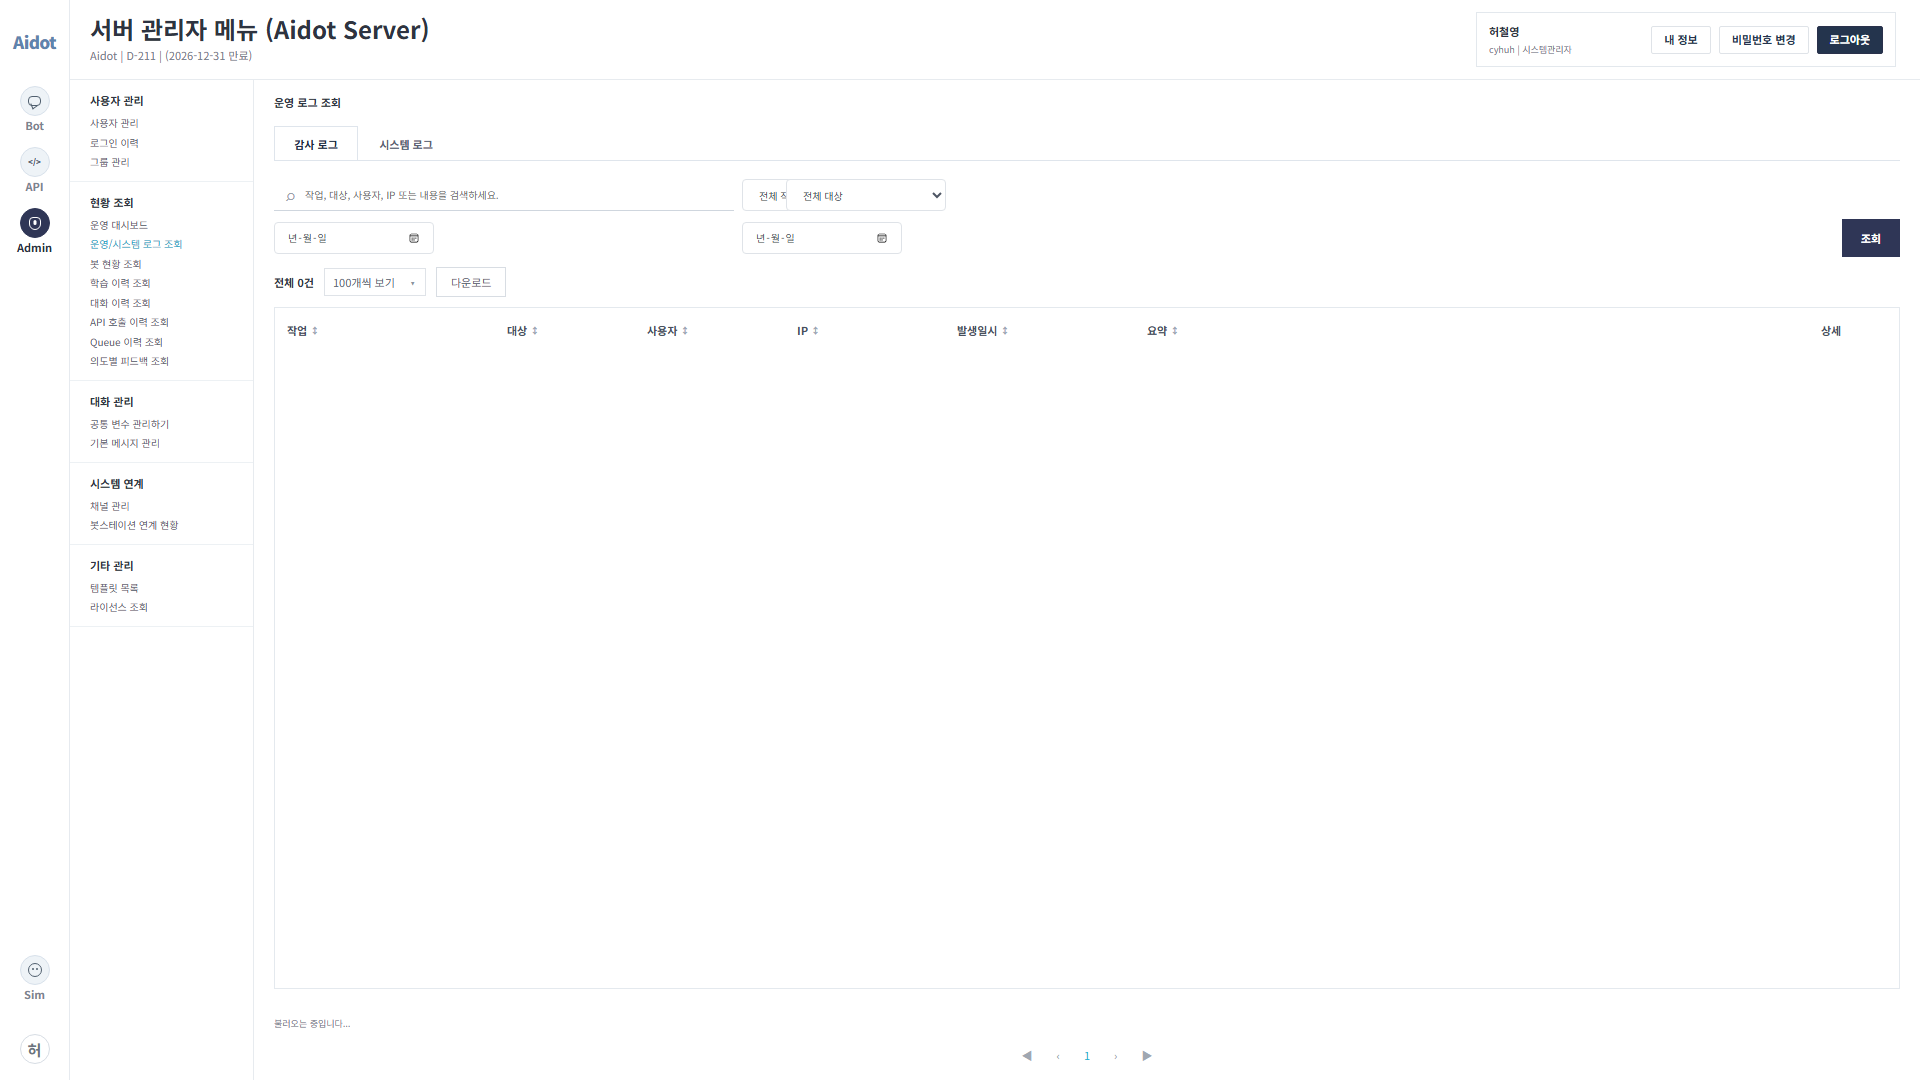 Aidot
Bot
</>
API
Admin
Sim
허
서버 관리자 메뉴 (Aidot Server)
Aidot | D-211 | (2026-12-31 만료)
허철영
cyhuh | 시스템관리자
내 정보
비밀번호 변경
로그아웃
사용자 관리
사용자 관리
로그인 이력
그룹 관리
현황 조회
운영 대시보드
운영/시스템 로그 조회
봇 현황 조회
학습 이력 조회
대화 이력 조회
API 호출 이력 조회
Queue 이력 조회
의도별 피드백 조회
대화 관리
공통 변수 관리하기
기본 메시지 관리
시스템 연계
채널 관리
봇스테이션 연계 현황
기타 관리
템플릿 목록
라이선스 조회
운영 로그 조회
감사 로그
시스템 로그
작업, 대상, 사용자, IP 또는 내용을 검색하세요.
전체
전체 대상
년-월-일
년-월-일
조회
전체 0건
100개씩 보기
다운로드
작업
대상
사용자
IP
발생일시
요약
상세
불러오는 중입니다...
1